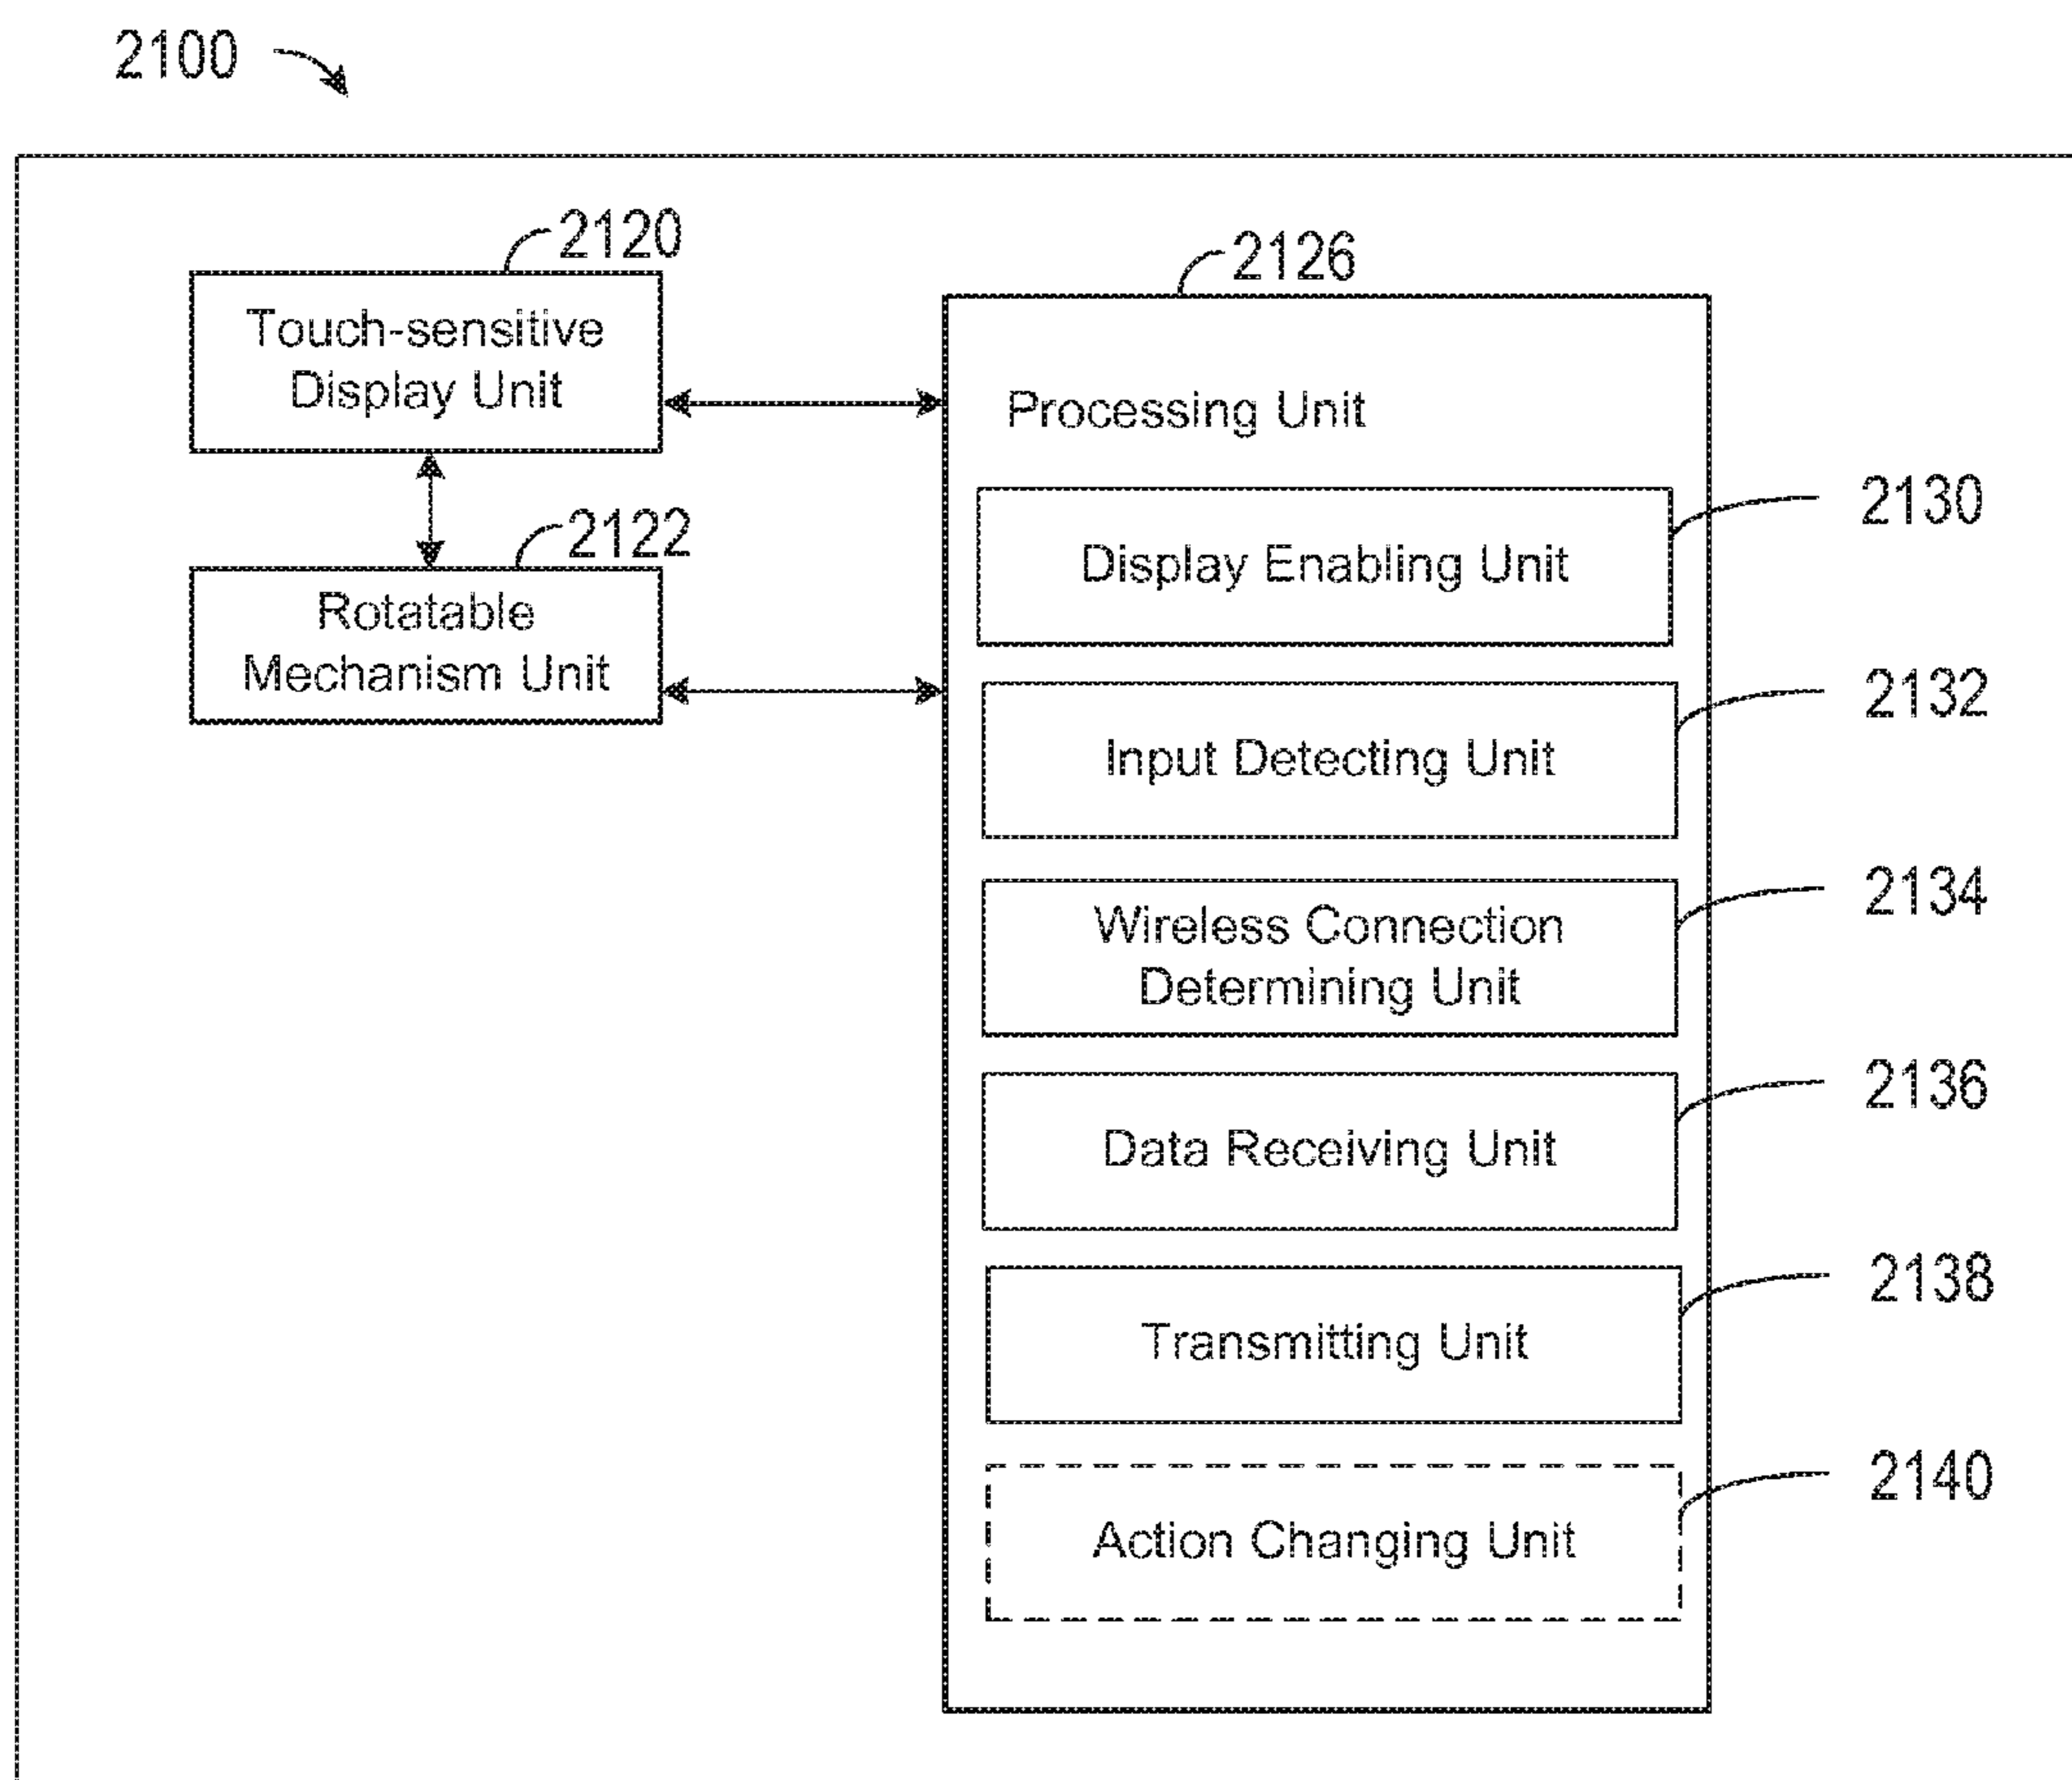 2100
2120
Touch-sensitive
Display Unit
2122
Rotatable
Mechanism Unit
2126
Processing Unit
2130
Display Enabling Unit
2132
Input Detecting Unit
2134
Wireless Connection
Determining Unit
2136
Data Receiving Unit
2138
Transmitting Unit
2140
Action Changing Unit